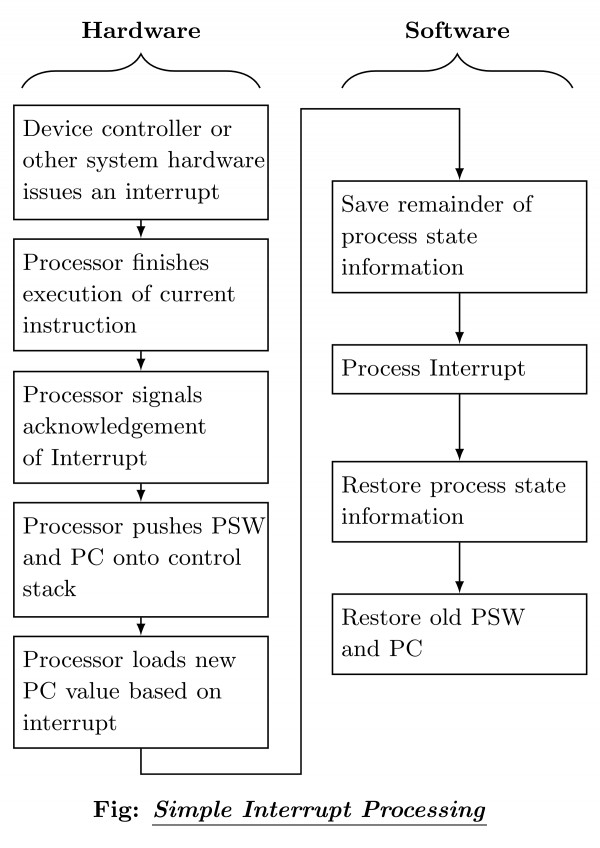 Hardware
Device controller or
other system hardware
issues an interrupt
Processor finishes
execution of current
instruction
Processor signals
acknowledgement
of Interrupt
Processor pushes PSW
and PC onto control
stack
Processor loads new
PC value based on
interrupt
Software
Save remainder of
process state
information
Process Interrupt
Restore process state
information
Restore old PSW
and PC
Fig: Simple Interrupt Processing